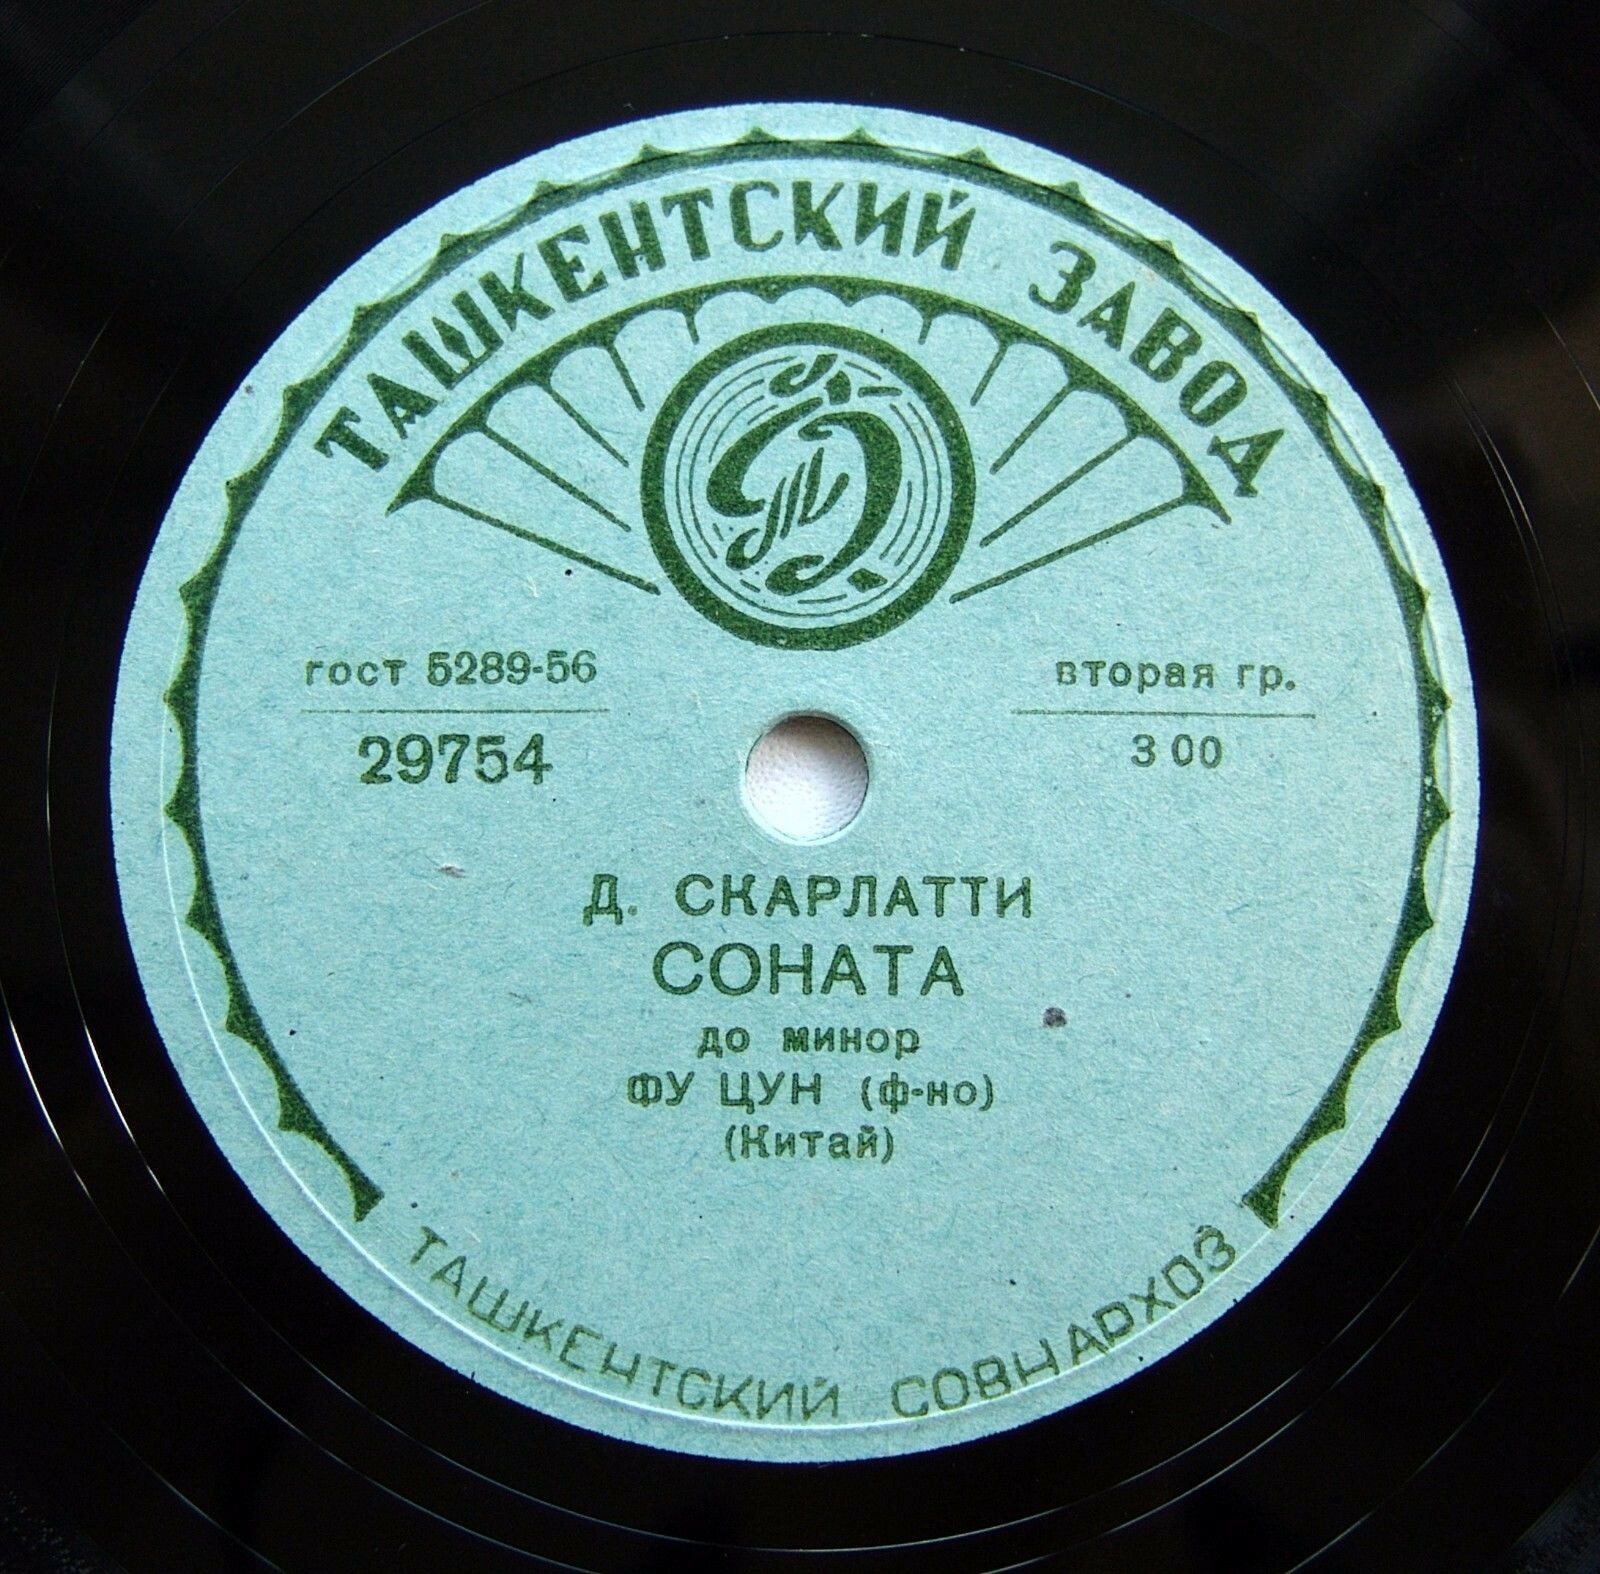 ТАШКЕНТСКИЙ ЗАВОД
гост 5289-56
29754
вторая гр.
3 00
Д. СКАРЛАТТИ
СОНАТА
до минор
ФУ ЦУН (ф-но)
(Китай)
ТАШКЕНТСКИЙ СОВНАРХОЗ